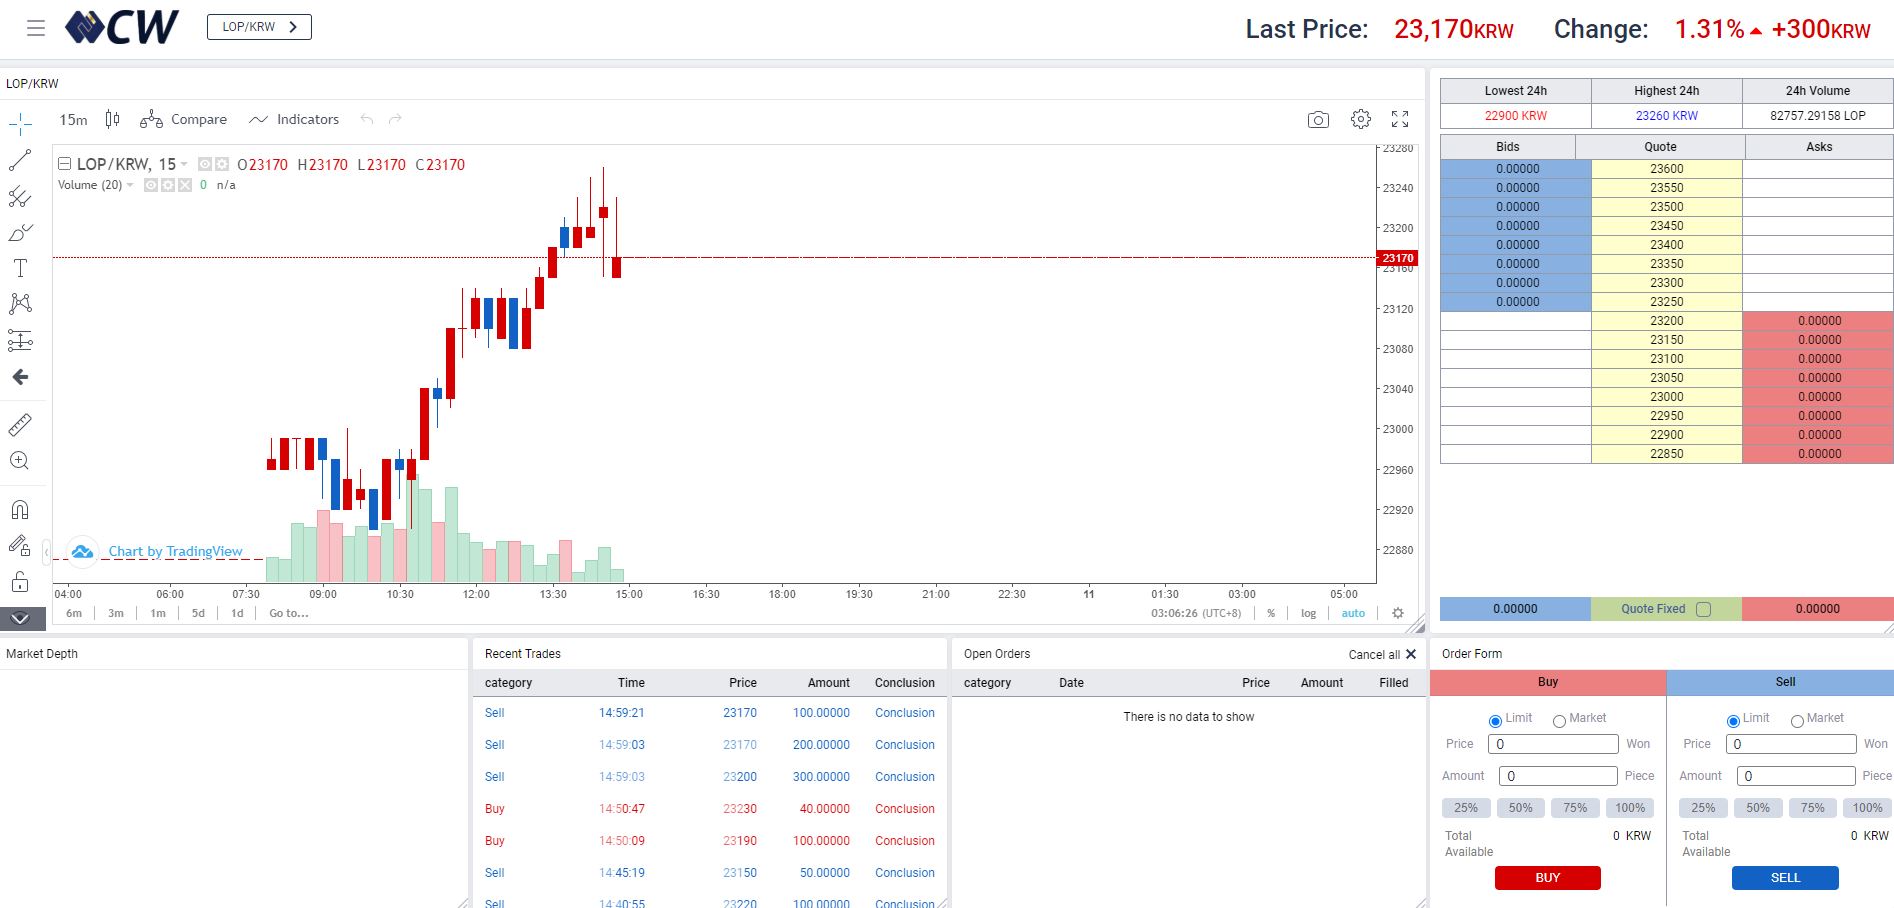 CW
LOP/KRW
Last Price: 23,170KRW Change: 1.31% +300KRW
LOP/KRW
15m Compare Indicators
LOP/KRW, 15 O23170 H23170 L23170 C23170
Volume (20) 0 n/a
23280
23240
23200
23170
23160
23120
23080
23040
23000
22960
22920
22880
Chart by TradingView
04:00 06:00 07:30 09:00 10:30 12:00 13:30 15:00 16:30 18:00 19:30 21:00 22:30 11 01:30 03:00 05:00
6m 3m 1m 5d 1d Go to... 03:06:26 (UTC+8) % log auto
Lowest 24h Highest 24h 24h Volume
22900 KRW 23260 KRW 82757.29158 LOP
Bids Quote Asks
0.00000 23600
0.00000 23550
0.00000 23500
0.00000 23450
0.00000 23400
0.00000 23350
0.00000 23300
0.00000 23250
23200 0.00000
23150 0.00000
23100 0.00000
23050 0.00000
23000 0.00000
22950 0.00000
22900 0.00000
22850 0.00000
0.00000 Quote Fixed 0.00000
Market Depth
Recent Trades
category Time Price Amount Conclusion
Sell 14:59:21 23170 100.00000 Conclusion
Sell 14:59:03 23170 200.00000 Conclusion
Sell 14:59:03 23200 300.00000 Conclusion
Buy 14:50:47 23230 40.00000 Conclusion
Buy 14:50:09 23190 100.00000 Conclusion
Sell 14:45:19 23150 50.00000 Conclusion
Sell 14:40:55 23220 100.00000 Conclusion
Open Orders Cancel all
category Date Price Amount Filled
There is no data to show
Order Form
Buy Sell
Limit Market Limit Market
Price 0 Won Price 0 Won
Amount 0 Piece Amount 0 Piece
25% 50% 75% 100% 25% 50% 75% 100%
Total 0 KRW Total 0 KRW
Available Available
BUY SELL